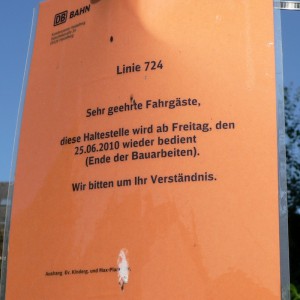 DB BAHN
Linie 724
Sehr geehrte Fahrgäste,
diese Haltestelle wird ab Freitag, den
25.06.2010 wieder bedient
(Ende der Bauarbeiten).
Wir bitten um Ihr Verständnis.